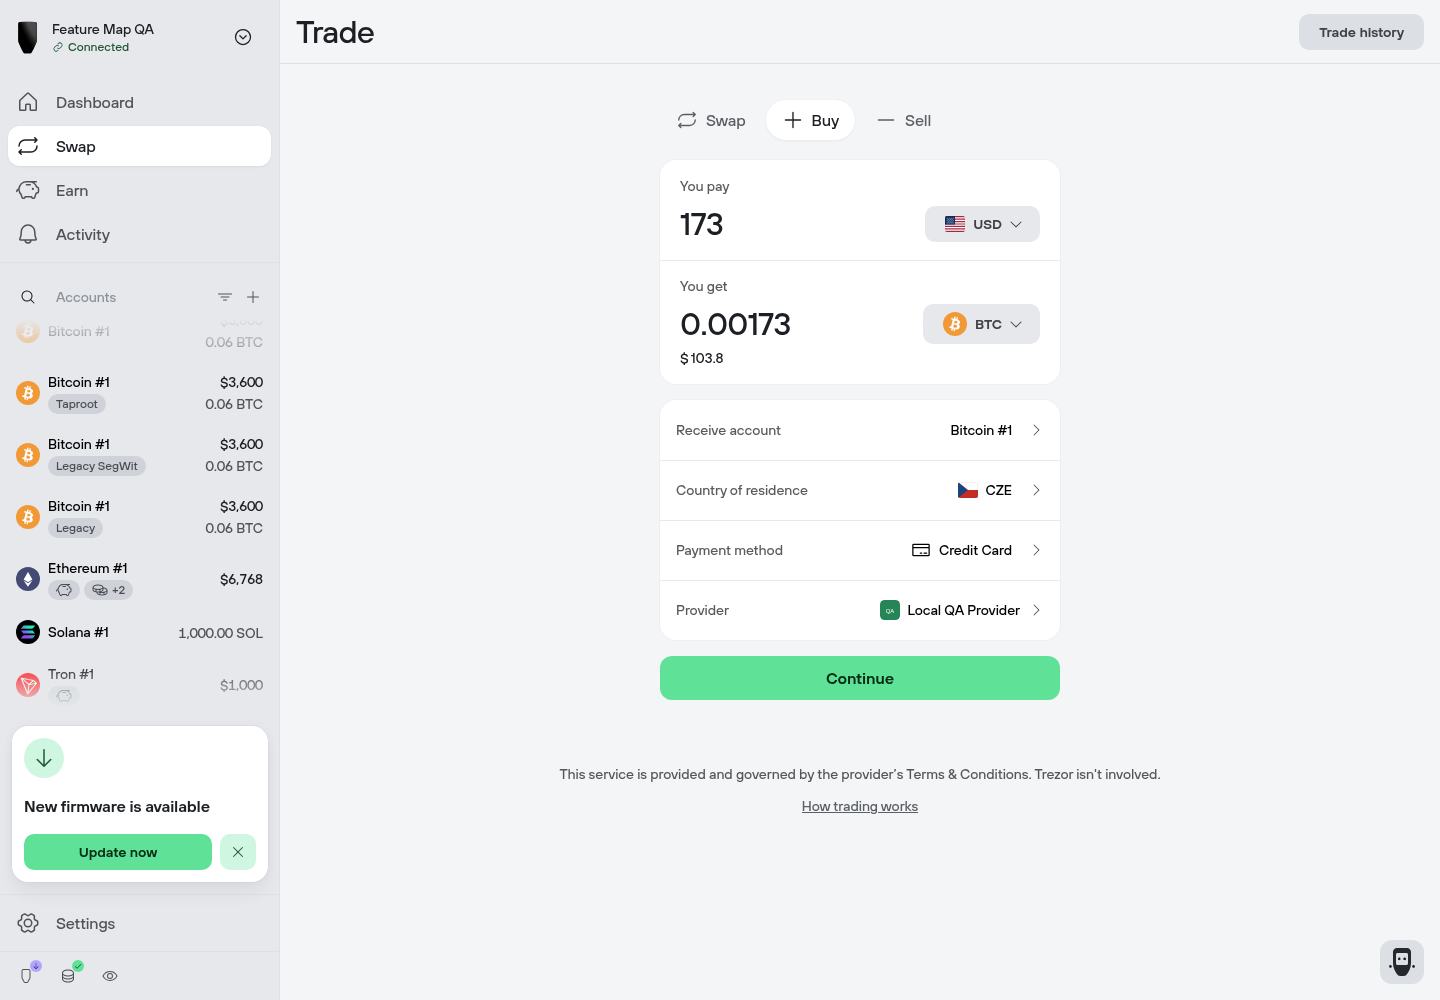 Feature Map QA
Connected
Dashboard
Swap
Earn
Activity
Accounts
Bitcoin #1
$3,600
0.06 BTC
Bitcoin #1
$3,600
Taproot
0.06 BTC
Bitcoin #1
$3,600
Legacy SegWit
0.06 BTC
Bitcoin #1
$3,600
Legacy
0.06 BTC
Ethereum #1
+2
$6,768
Solana #1
1,000.00 SOL
Tron #1
$1,000
New firmware is available
Update now
Settings
Trade
Trade history
Swap
Buy
Sell
You pay
173
USD
You get
0.00173
BTC
$ 103.8
Receive account
Bitcoin #1
Country of residence
CZE
Payment method
Credit Card
Provider
QA
Local QA Provider
Continue
This service is provided and governed by the provider's Terms & Conditions. Trezor isn't involved.
How trading works